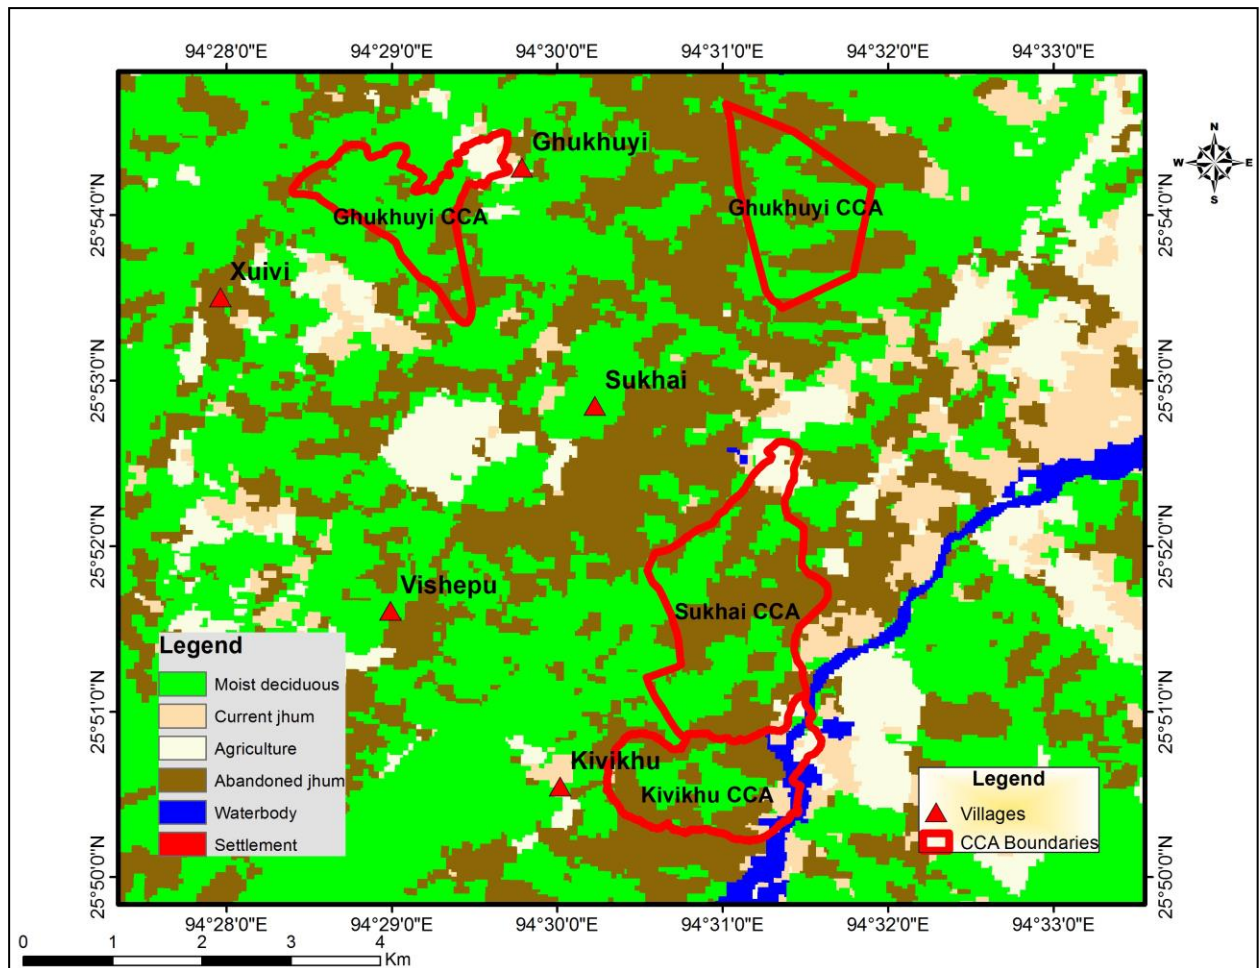 94°28'0"E 94°29'0"E 94°30'0"E 94°31'0"E 94°32'0"E 94°33'0"E
N
W E
S
Ghukhuyi
25°54'0"N Ghukhuyi CCA Ghukhuyi CCA 25°54'0"N
Xuivi
25°53'0"N Sukhai 25°53'0"N
25°52'0"N 25°52'0"N
Vishepu
Sukhai CCA
Legend
Moist deciduous
Current jhum
Agriculture
Abandoned jhum
Waterbody
Settlement
25°51'0"N 25°51'0"N
Kivikhu
Kivikhu CCA
Legend
Villages
CCA Boundaries
25°50'0"N 25°50'0"N
94°28'0"E 94°29'0"E 94°30'0"E 94°31'0"E 94°32'0"E 94°33'0"E
0 1 2 3 4
Km